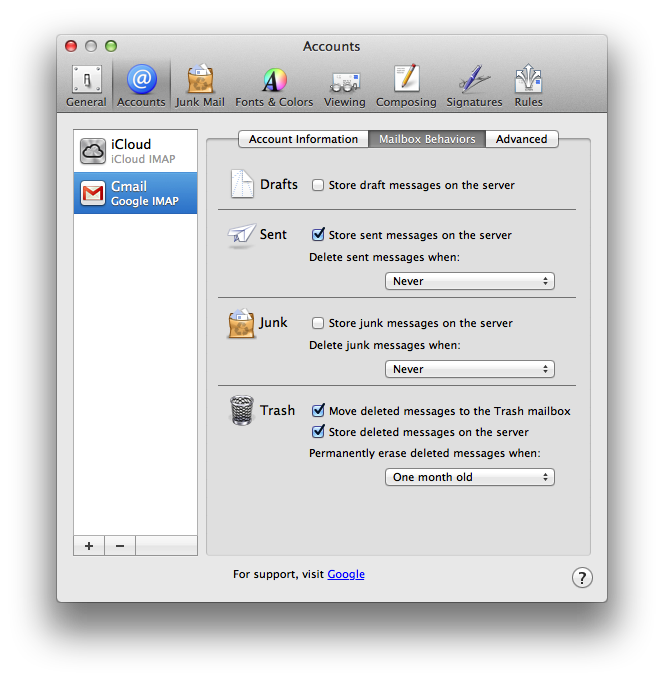 Accounts
General Accounts Junk Mail Fonts & Colors Viewing Composing Signatures Rules
iCloud
iCloud IMAP
Gmail
Google IMAP
Account Information Mailbox Behaviors Advanced
Drafts Store draft messages on the server
Sent Store sent messages on the server
Delete sent messages when:
Never
Junk Store junk messages on the server
Delete junk messages when:
Never
Trash Move deleted messages to the Trash mailbox
Store deleted messages on the server
Permanently erase deleted messages when:
One month old
+ −
For support, visit Google
?